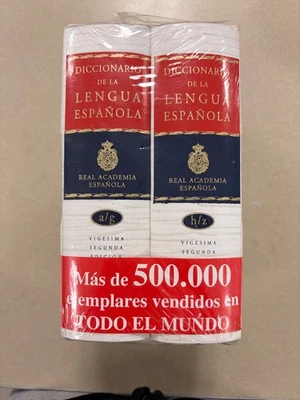 DICCIONARIO
DE LA
LENGUA
ESPAÑOLA
REAL ACADEMIA
ESPAÑOLA
a/g
VIGÉSIMA
SEGUNDA
EDICIÓN
DICCIONARIO
DE LA
LENGUA
ESPAÑOLA
REAL ACADEMIA
ESPAÑOLA
h/z
VIGÉSIMA
SEGUNDA
Más de 500.000
ejemplares vendidos en
TODO EL MUNDO